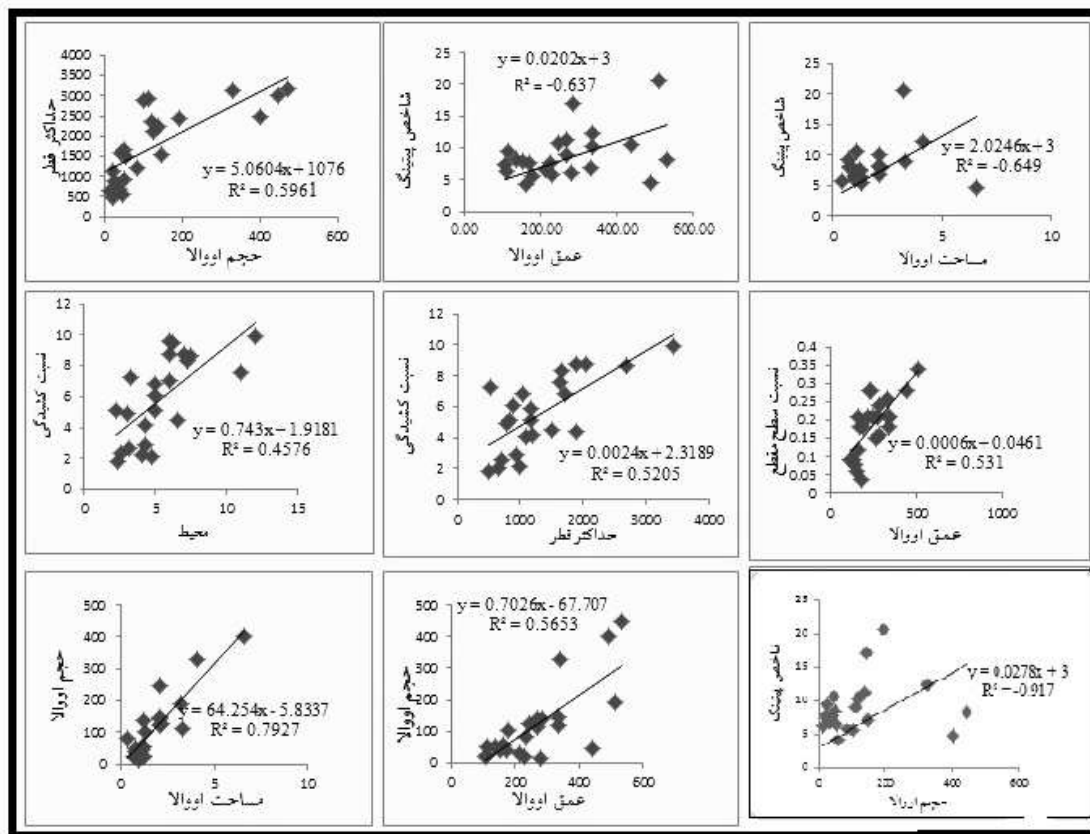 حداکثر قطر
4000
3500
3000
2500
2000
1500
1000
500
0
y = 5.0604x + 1076
R² = 0.5961
0 200 400 600
حجم اووالا
شاخص پیتینگ
25
20
15
10
5
0
y = 0.0202x + 3
R² = -0.637
0.00 200.00 400.00 600.00
عمق اووالا
شاخص پیتینگ
25
20
15
10
5
0
2.0246x + 3
R² = -0.649
0 5 10
مساحت اووالا
نسبت کشیدگی
12
10
8
6
4
2
0
y = 0.743x + 1.9181
R² = 0.4576
0 5 10 15
محیط
نسبت کشیدگی
12
10
8
6
4
2
0
y = 0.0024x + 2.3189
R² = 0.5205
0 1000 2000 3000 4000
حداکثر قطر
نسبت سطح مقطع
0.4
0.35
0.3
0.25
0.2
0.15
0.1
0.05
0
y = 0.0006x + 0.0461
R² = 0.531
0 500 1000
عمق اووالا
حجم اووالا
500
400
300
200
100
0
y = 64.254x - 5.8337
R² = 0.7927
0 5 10
مساحت اووالا
حجم اووالا
500
400
300
200
100
0
y = 0.7026x - 67.707
R² = 0.5653
0 200 400 600
عمق اووالا
شاخص پیتینگ
25
20
15
10
5
0
y = 0.0278x + 3
R² = -0.917
0 200 400 600
حجم اووالا